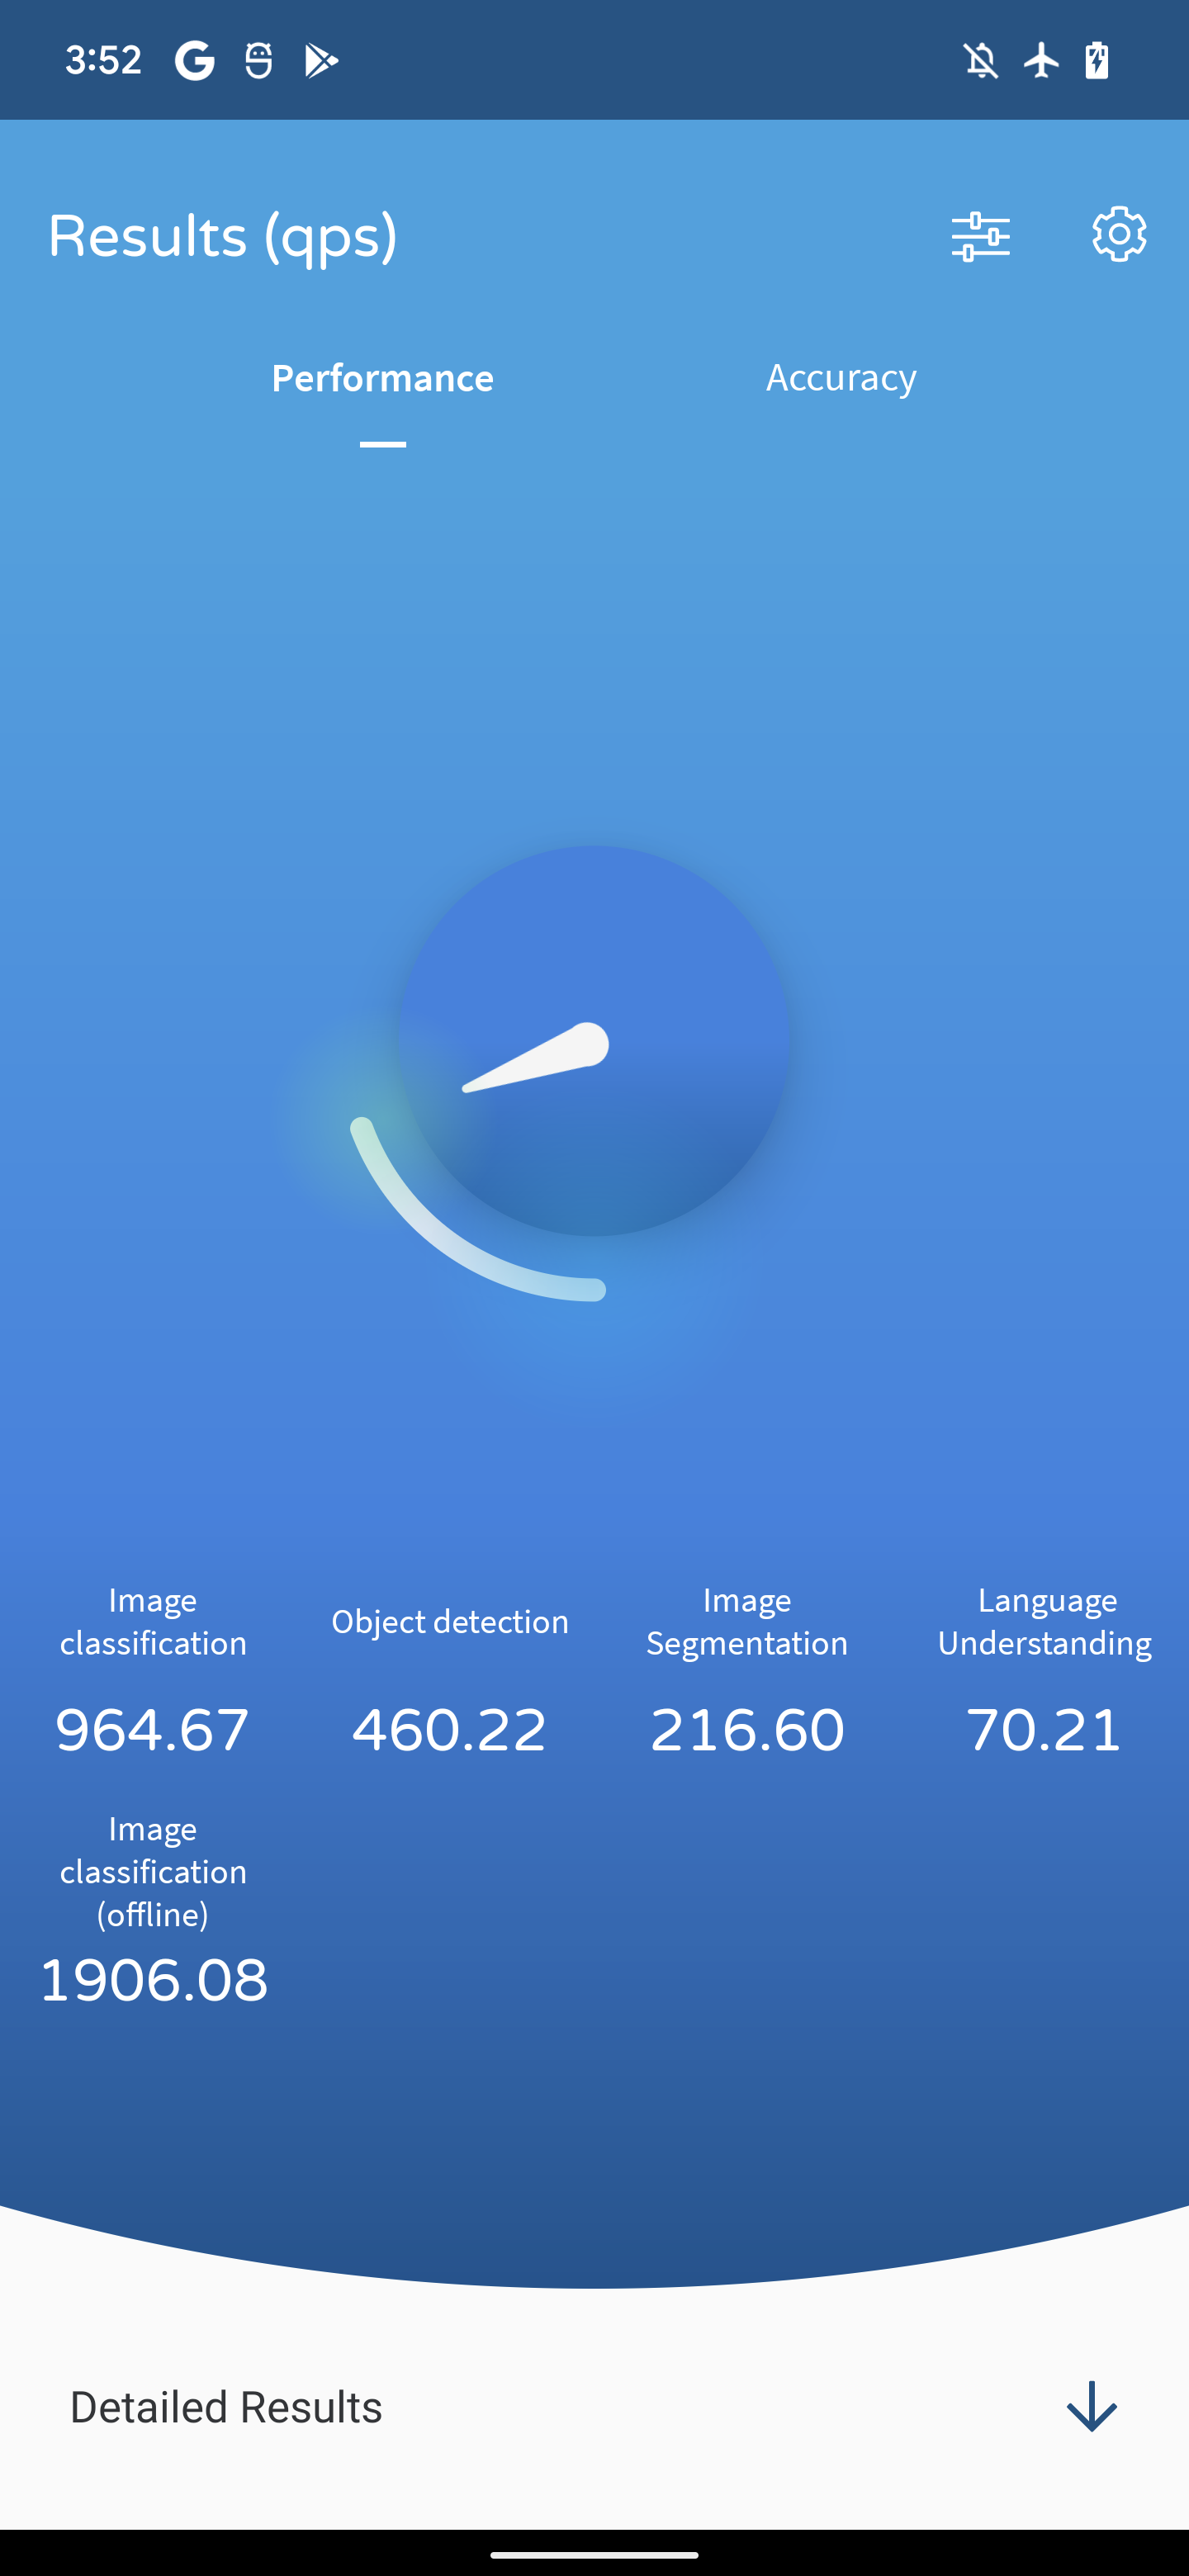 3:52
Results (qps)
Performance
Accuracy
Image
classification
964.67
Object detection
460.22
Image
Segmentation
216.60
Language
Understanding
70.21
Image
classification
(offline)
1906.08
Detailed Results